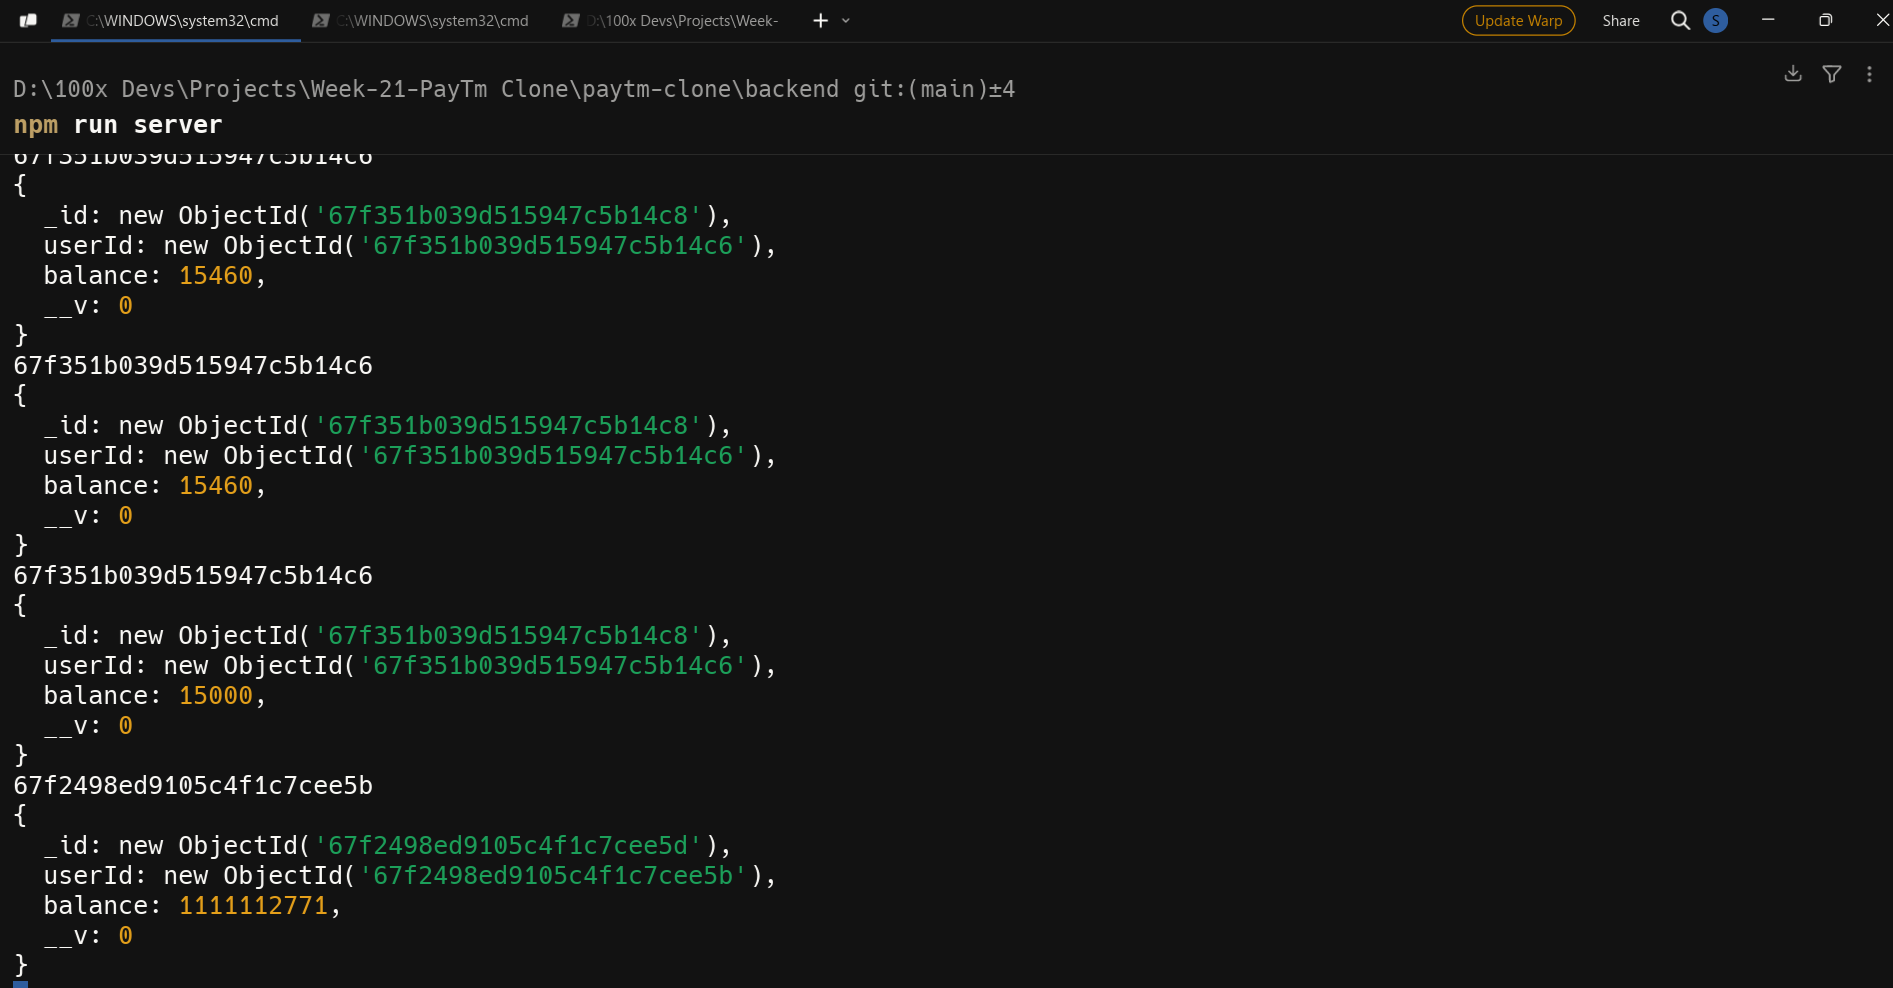 C:\WINDOWS\system32\cmd
C:\WINDOWS\system32\cmd
D:\100x Devs\Projects\Week-
Update Warp
Share
S
D:\100x Devs\Projects\Week-21-PayTm Clone\paytm-clone\backend git:(main)±4
npm run server
67f351b039d515947c5b14c6
{
_id: new ObjectId('67f351b039d515947c5b14c8'),
userId: new ObjectId('67f351b039d515947c5b14c6'),
balance: 15460,
__v: 0
}
67f351b039d515947c5b14c6
{
_id: new ObjectId('67f351b039d515947c5b14c8'),
userId: new ObjectId('67f351b039d515947c5b14c6'),
balance: 15460,
__v: 0
}
67f351b039d515947c5b14c6
{
_id: new ObjectId('67f351b039d515947c5b14c8'),
userId: new ObjectId('67f351b039d515947c5b14c6'),
balance: 15000,
__v: 0
}
67f2498ed9105c4f1c7cee5b
{
_id: new ObjectId('67f2498ed9105c4f1c7cee5d'),
userId: new ObjectId('67f2498ed9105c4f1c7cee5b'),
balance: 1111112771,
__v: 0
}